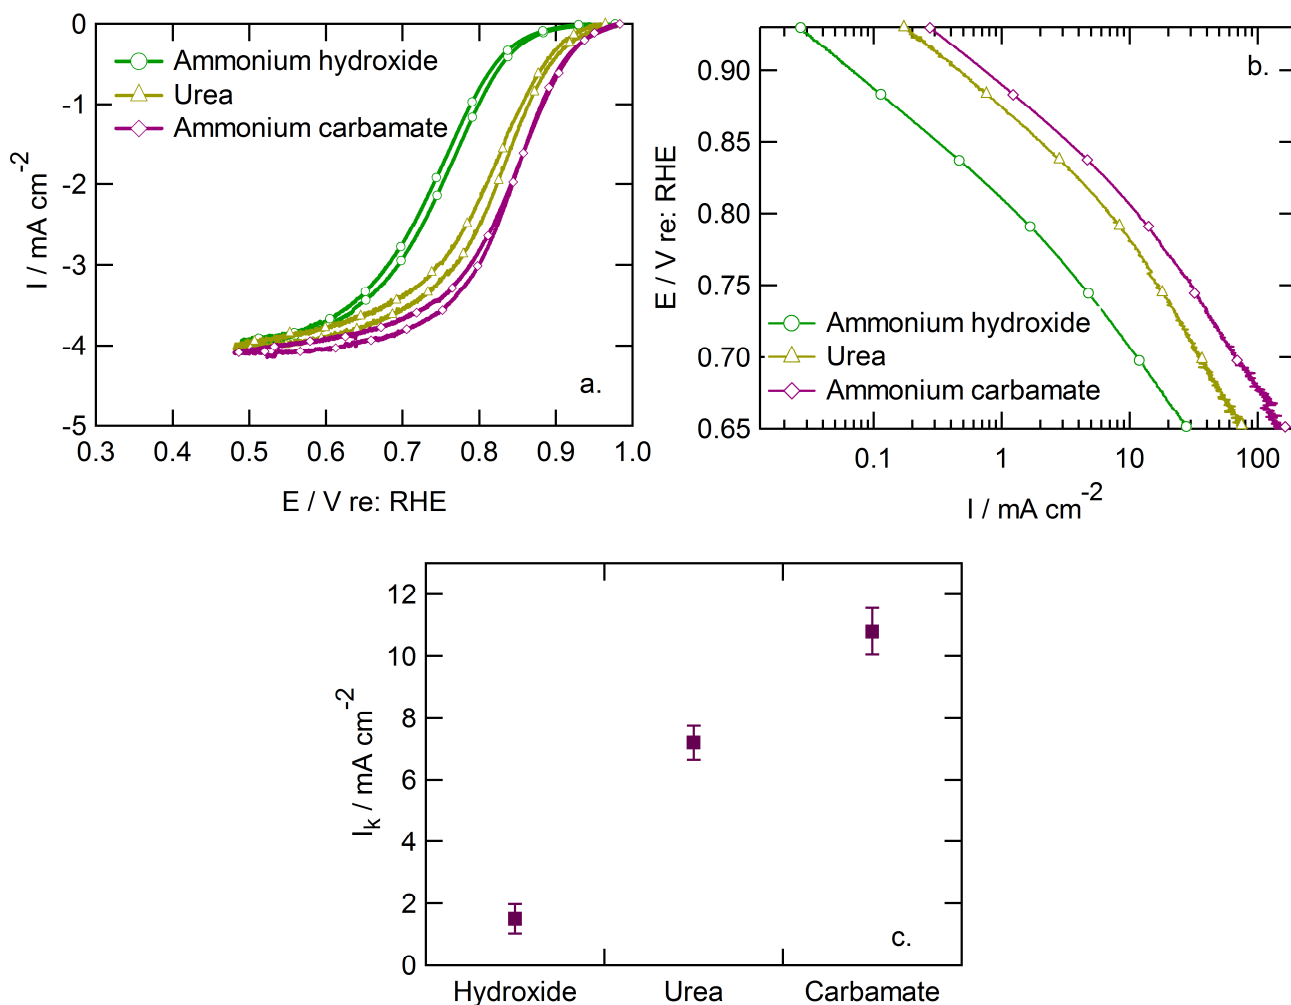 0
-1
-2
-3
-4
-5
I / mA cm-2
Ammonium hydroxide
Urea
Ammonium carbamate
a.
0.3 0.4 0.5 0.6 0.7 0.8 0.9 1.0
E / V re: RHE
0.90
0.85
0.80
0.75
0.70
0.65
E / V re: RHE
b.
Ammonium hydroxide
Urea
Ammonium carbamate
0.1 1 10 100
I / mA cm-2
12
10
8
6
4
2
0
Ik / mA cm-2
c.
Hydroxide Urea Carbamate